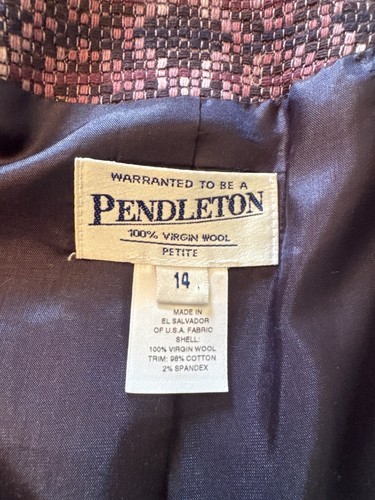 WARRANTED TO BE A
PENDLETON
100% VIRGIN WOOL
PETITE
14
MADE IN
EL SALVADOR
OF U.S.A. FABRIC
SHELL:
100% VIRGIN WOOL
TRIM: 98% COTTON
2% SPANDEX